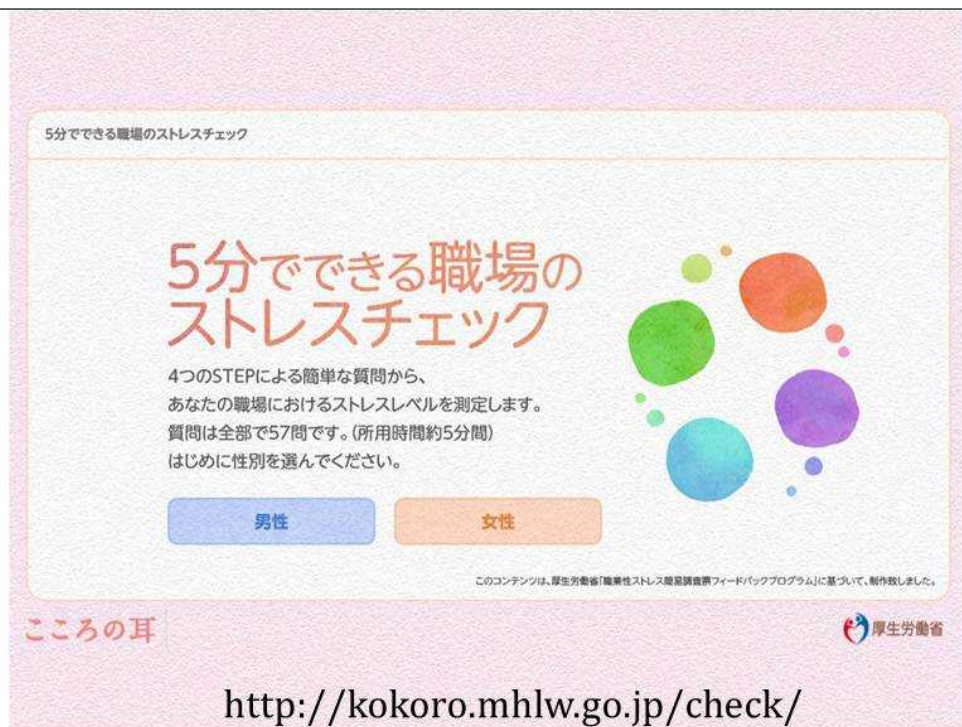 5分でできる職場のストレスチェック
5分でできる職場の
ストレスチェック
4つのSTEPによる簡単な質問から、
あなたの職場におけるストレスレベルを測定します。
質問は全部で57問です。(所用時間約5分間)
はじめに性別を選んでください。
男性
女性
このコンテンツは、厚生労働省「職業性ストレス簡易調査票フィードバックプログラム」に基づいて、制作致しました。
こころの耳
厚生労働省
http://kokoro.mhlw.go.jp/check/